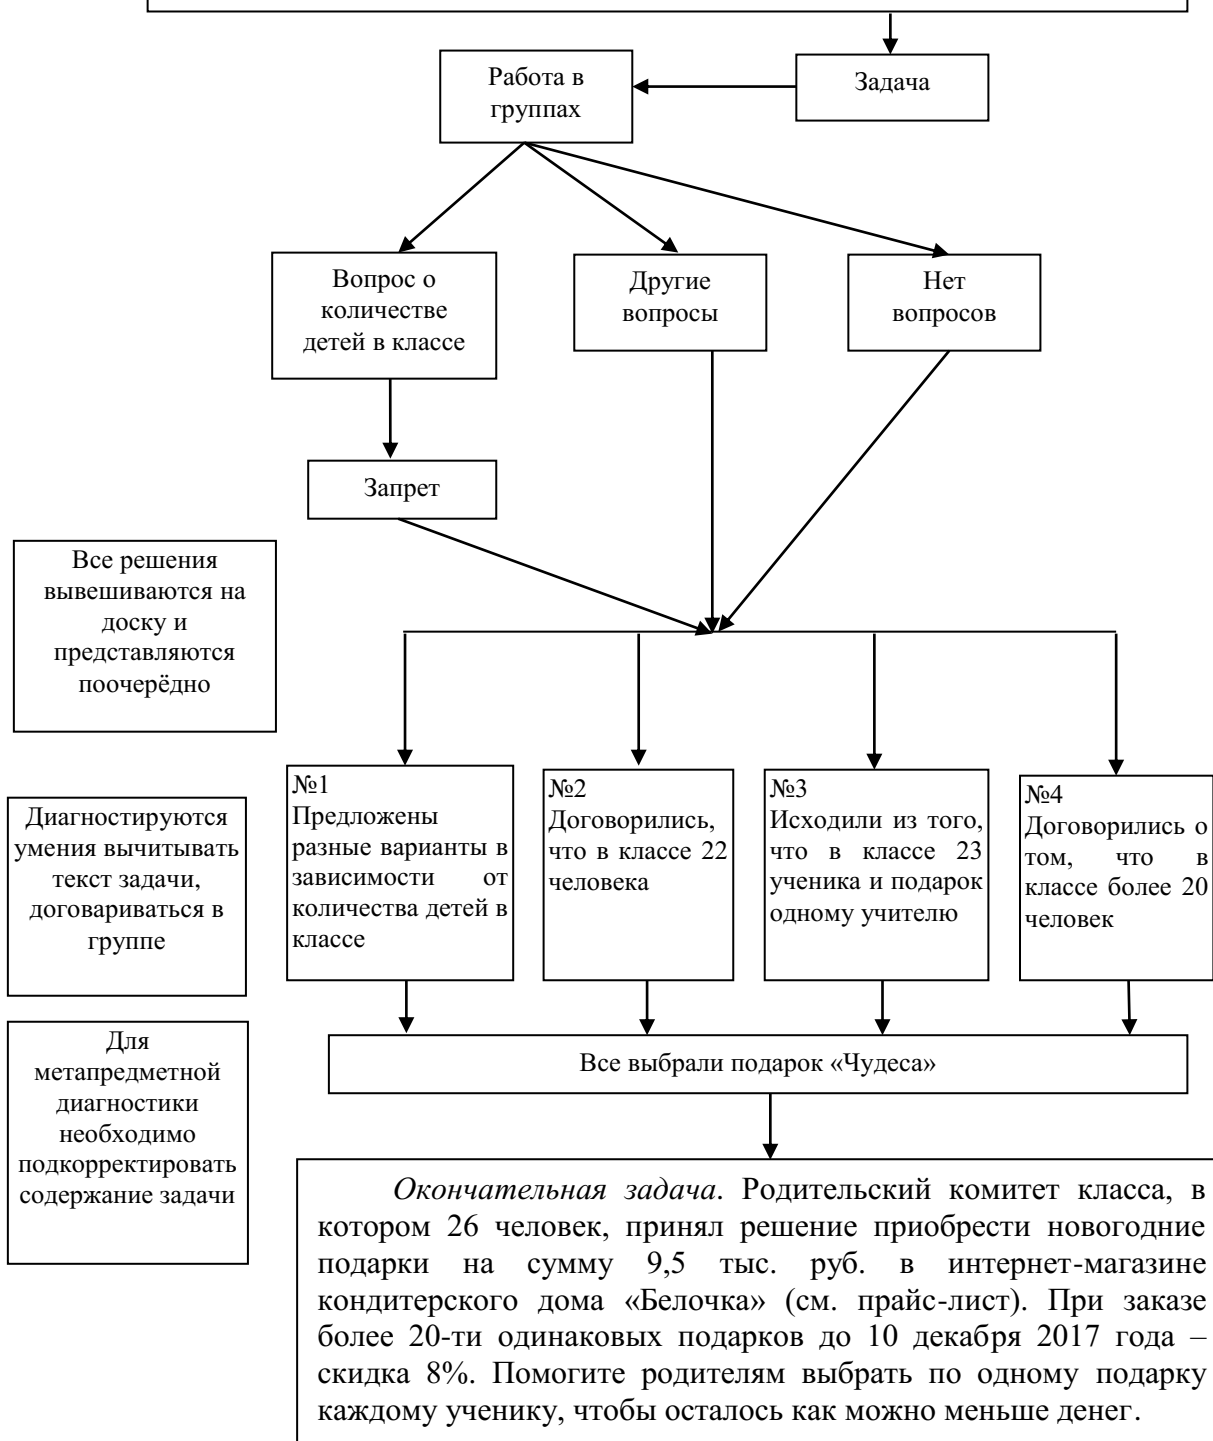 Задача
Работа в
группах
Вопрос о
количестве
детей в классе
Другие
вопросы
Нет
вопросов
Запрет
Все решения
вывешиваются на
доску и
представляются
поочерёдно
Диагностируются
умения вычитывать
текст задачи,
договариваться в
группе
Для
метапредметной
диагностики
необходимо
подкорректировать
содержание задачи
№1
Предложены
разные варианты в
зависимости от
количества детей в
классе
№2
Договорились,
что в классе 22
человека
№3
Исходили из того,
что в классе 23
ученика и подарок
одному учителю
№4
Договорились о
том, что в
классе более 20
человек
Все выбрали подарок «Чудеса»
Окончательная задача. Родительский комитет класса, в
котором 26 человек, принял решение приобрести новогодние
подарки на сумму 9,5 тыс. руб. в интернет-магазине
кондитерского дома «Белочка» (см. прайс-лист). При заказе
более 20-ти одинаковых подарков до 10 декабря 2017 года –
скидка 8%. Помогите родителям выбрать по одному подарку
каждому ученику, чтобы осталось как можно меньше денег.